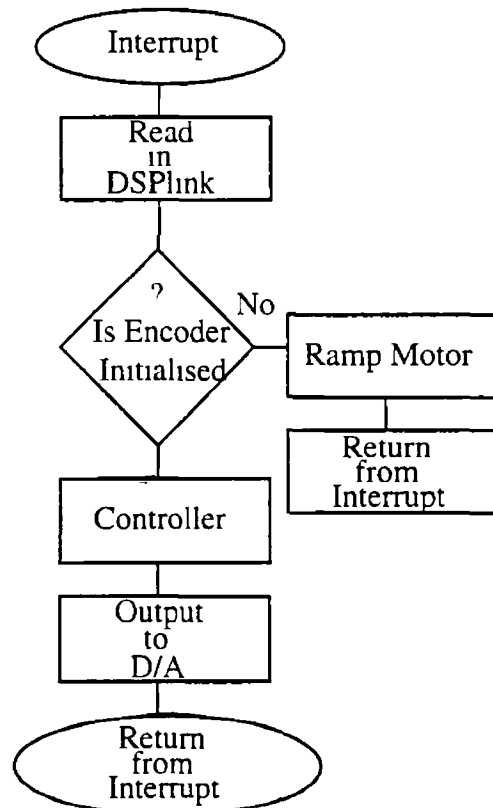 Interrupt
Read
in
DSPlink
?
Is Encoder
Initialised
No
Ramp Motor
Return
from
Interrupt
Controller
Output
to
D/A
Return
from
Interrupt